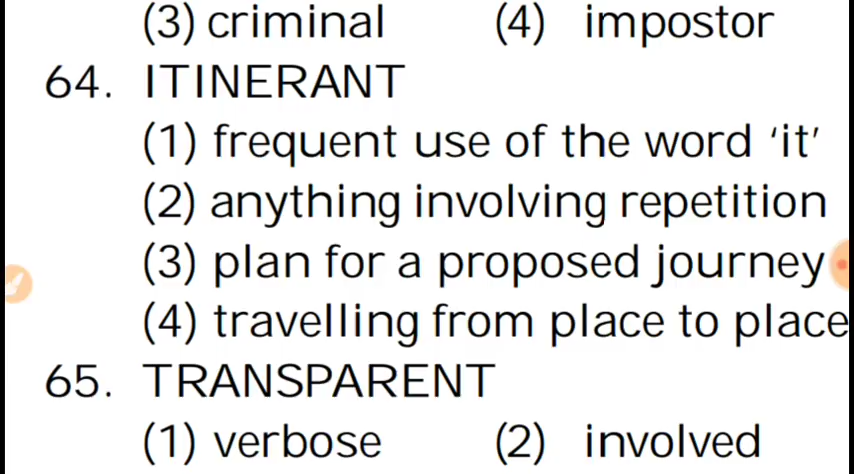 (3) criminal (4) impostor
64. ITINERANT
(1) frequent use of the word ‘it’
(2) anything involving repetition
(3) plan for a proposed journey
(4) travelling from place to place
65. TRANSPARENT
(1) verbose (2) involved